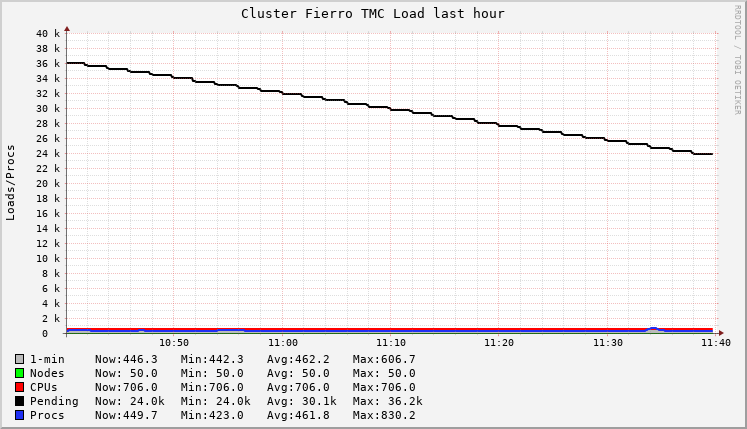 Cluster Fierro TMC Load last hour
RRDTOOL / TOBI OETIKER
Loads/Procs
40 k
38 k
36 k
34 k
32 k
30 k
28 k
26 k
24 k
22 k
20 k
18 k
16 k
14 k
12 k
10 k
8 k
6 k
4 k
2 k
0
10:50 11:00 11:10 11:20 11:30 11:40
1-min Now:446.3 Min:442.3 Avg:462.2 Max:606.7
Nodes Now: 50.0 Min: 50.0 Avg: 50.0 Max: 50.0
CPUs Now:706.0 Min:706.0 Avg:706.0 Max:706.0
Pending Now: 24.0k Min: 24.0k Avg: 30.1k Max: 36.2k
Procs Now:449.7 Min:423.0 Avg:461.8 Max:830.2